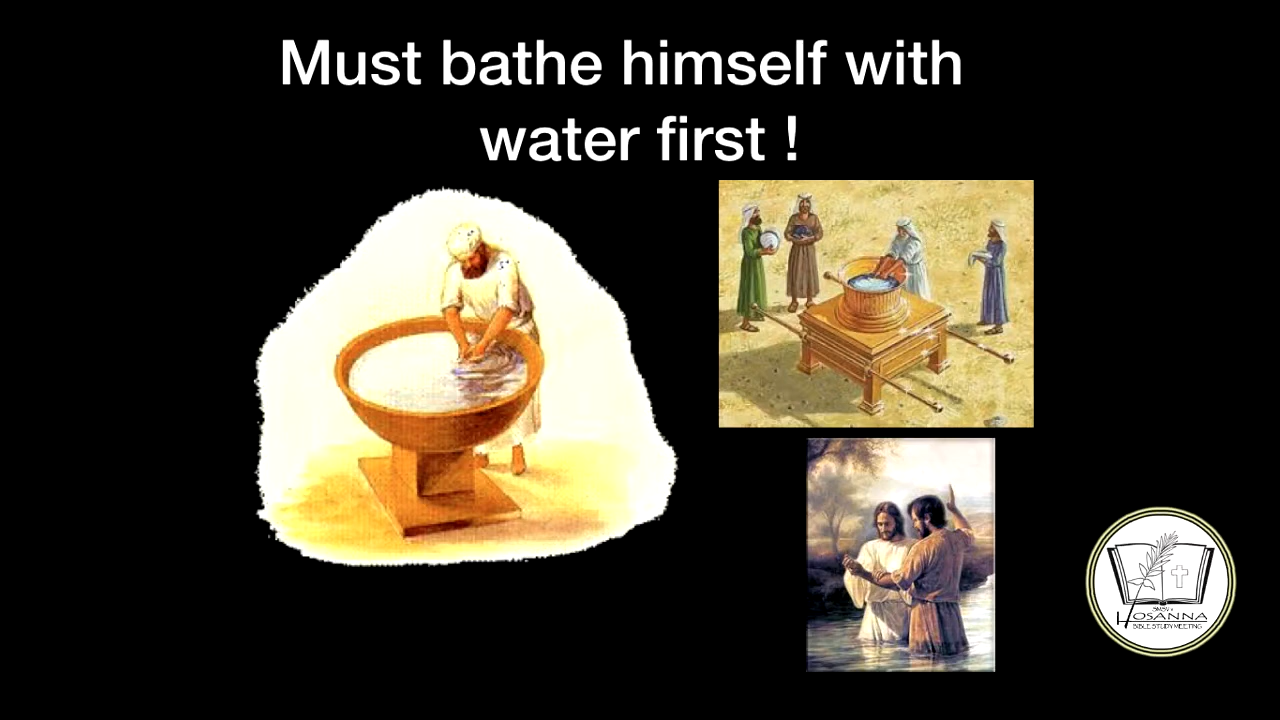 Must bathe himself with
water first !
HOSANNA
BIBLE STUDY MEETING